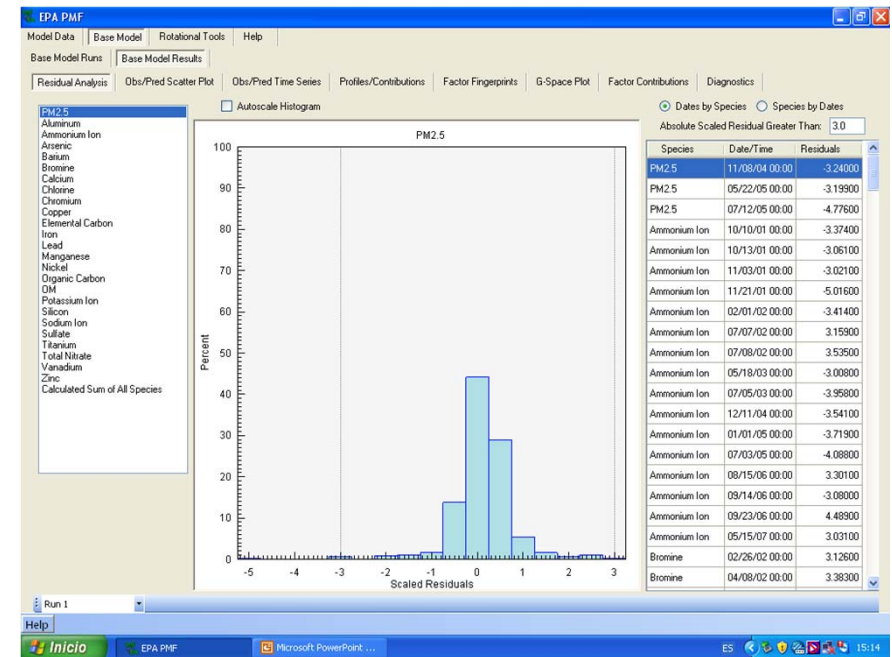 EPA PMF
Model Data Base Model Rotational Tools Help
Base Model Runs Base Model Results
Residual Analysis Obs/Pred Scatter Plot Obs/Pred Time Series Profiles/Contributions Factor Fingerprints G-Space Plot Factor Contributions Diagnostics
PM2.5
Aluminum
Ammonium Ion
Arsenic
Barium
Bromine
Calcium
Chlorine
Chromium
Copper
Elemental Carbon
Iron
Lead
Manganese
Nickel
Organic Carbon
OM
Potassium Ion
Silicon
Sodium Ion
Sulfate
Titanium
Total Nitrate
Vanadium
Zinc
Calculated Sum of All Species
Autoscale Histogram
PM2.5
100
90
80
70
60
50
40
30
20
10
0
Percent
-5 -4 -3 -2 -1 0 1 2 3
Scaled Residuals
Dates by Species Species by Dates
Absolute Scaled Residual Greater Than: 3.0
Species Date/Time Residuals
PM2.5 11/08/04 00:00 -3.24000
PM2.5 05/22/05 00:00 -3.19900
PM2.5 07/12/05 00:00 -4.77600
Ammonium Ion 10/10/01 00:00 -3.37400
Ammonium Ion 10/13/01 00:00 -3.06100
Ammonium Ion 11/03/01 00:00 -3.02100
Ammonium Ion 11/21/01 00:00 -5.01600
Ammonium Ion 02/01/02 00:00 -3.41400
Ammonium Ion 07/07/02 00:00 3.15900
Ammonium Ion 07/08/02 00:00 3.53500
Ammonium Ion 05/18/03 00:00 -3.00800
Ammonium Ion 07/05/03 00:00 -3.95800
Ammonium Ion 12/11/04 00:00 -3.54100
Ammonium Ion 01/01/05 00:00 -3.71900
Ammonium Ion 07/03/05 00:00 -4.08800
Ammonium Ion 08/15/06 00:00 3.30100
Ammonium Ion 09/14/06 00:00 -3.08000
Ammonium Ion 09/23/06 00:00 4.48900
Ammonium Ion 05/15/07 00:00 3.03100
Bromine 02/26/02 00:00 3.12600
Bromine 04/08/02 00:00 3.38300
Run 1
Help
Inicio EPA PMF Microsoft PowerPoint ... ES 15:14